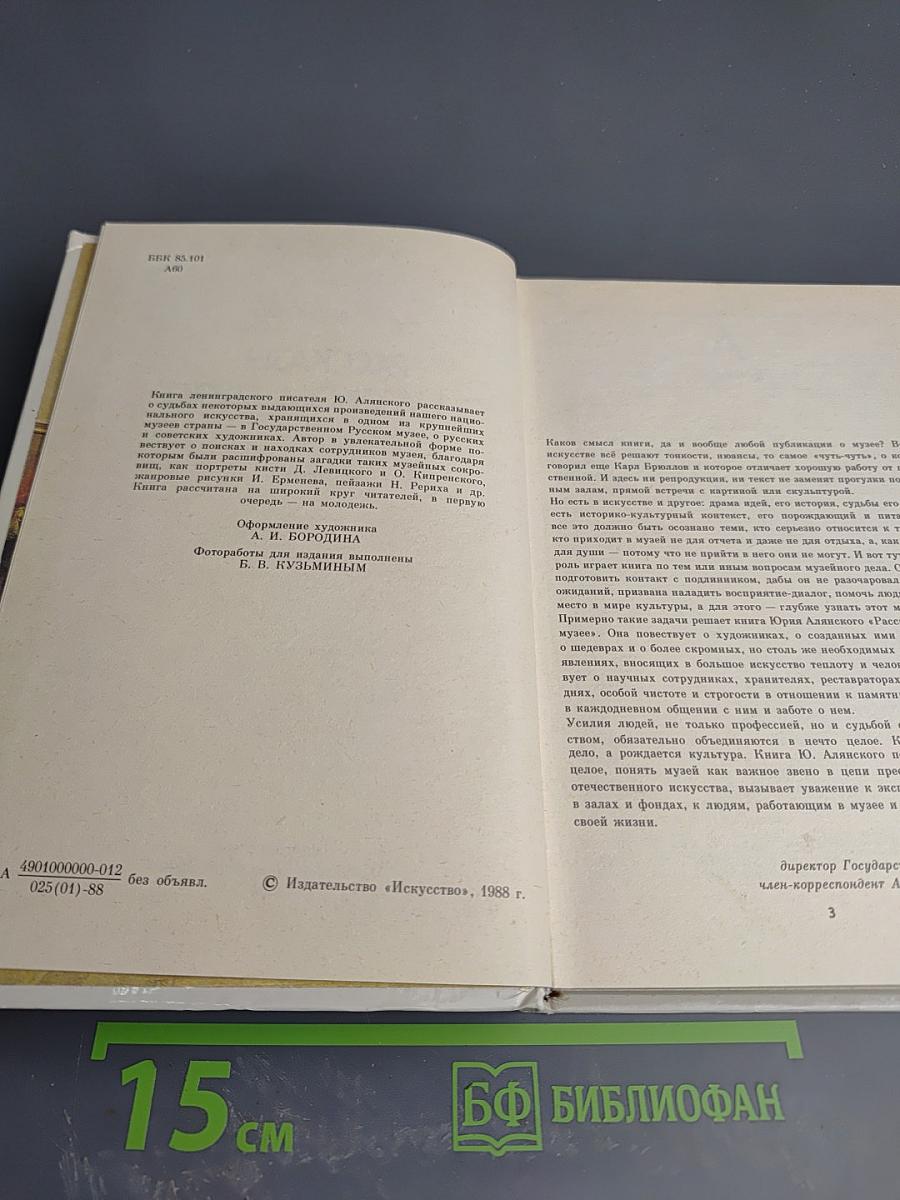 ББК 85.101
А60
Книга ленинградского писателя Ю. Алянского рассказывает
о судьбах некоторых выдающихся произведений нашего нацио-
нального искусства, хранящихся в одном из крупнейших
музеев страны — в Государственном Русском музее, о русских
и советских художниках. Автор в увлекательной форме по-
вествует о поисках и находках сотрудников музея, благодаря
которым были расшифрованы загадки таких музейных сокро-
вищ, как портреты кисти Д. Левицкого и О. Кипренского,
жанровые рисунки И. Ерменева, пейзажи Н. Рериха и др.
Книга рассчитана на широкий круг читателей, в первую
очередь — на молодежь.
Оформление художника
А. И. БОРОДИНА
Фотоработы для издания выполнены
Б. В. КУЗЬМИНЫМ
А 4901000000-012
025(01)-88 без объявл.
© Издательство «Искусство», 1988 г.
Каков смысл книги, да и вообще любой публикации о музее?
искусстве всё решают тонкости, нюансы, то самое «чуть-чуть», о
говорил еще Карл Брюллов и которое отличает хорошую работу от
ственной. И здесь ни репродукция, ни текст не заменят прогулки
ным залам, прямой встречи с картиной или скульптурой.
Но есть в искусстве и другое: драма идей, его история, судьбы его
есть историко-культурный контекст, его порождающий и
все это должно быть осознано теми, кто серьезно относится к
кто приходит в музей не для отчета и даже не для отдыха, а, как
для души — потому что не прийти в него они не могут. И вот
роль играет книга по тем или иным вопросам музейного дела.
подготовить контакт с подлинником, дабы он не разочаровал
ожиданий, призвана наладить восприятие-диалог, помочь
место в мире культуры, а для этого — глубже узнать этот
Примерно такие задачи решает книга Юрия Алянского
музее». Она повествует о художниках, о созданных ими
о шедеврах и о более скромных, но столь же необходимых
явлениях, вносящих в большое искусство теплоту и
вует о научных сотрудниках, хранителях, реставраторах
днях, особой чистоте и строгости в отношении к
в каждодневном общении с ним и заботе о нем.
Усилия людей, не только профессией, но и судьбой
ством, обязательно объединяются в нечто целое.
дело, а рождается культура. Книга Ю. Алянского
целое, понять музей как важное звено в цепи
отечественного искусства, вызывает уважение к
в залах и фондах, к людям, работающим в музее и
своей жизни.
директор
член-корреспондент
3
15 см
БФ БИБЛИОФАН